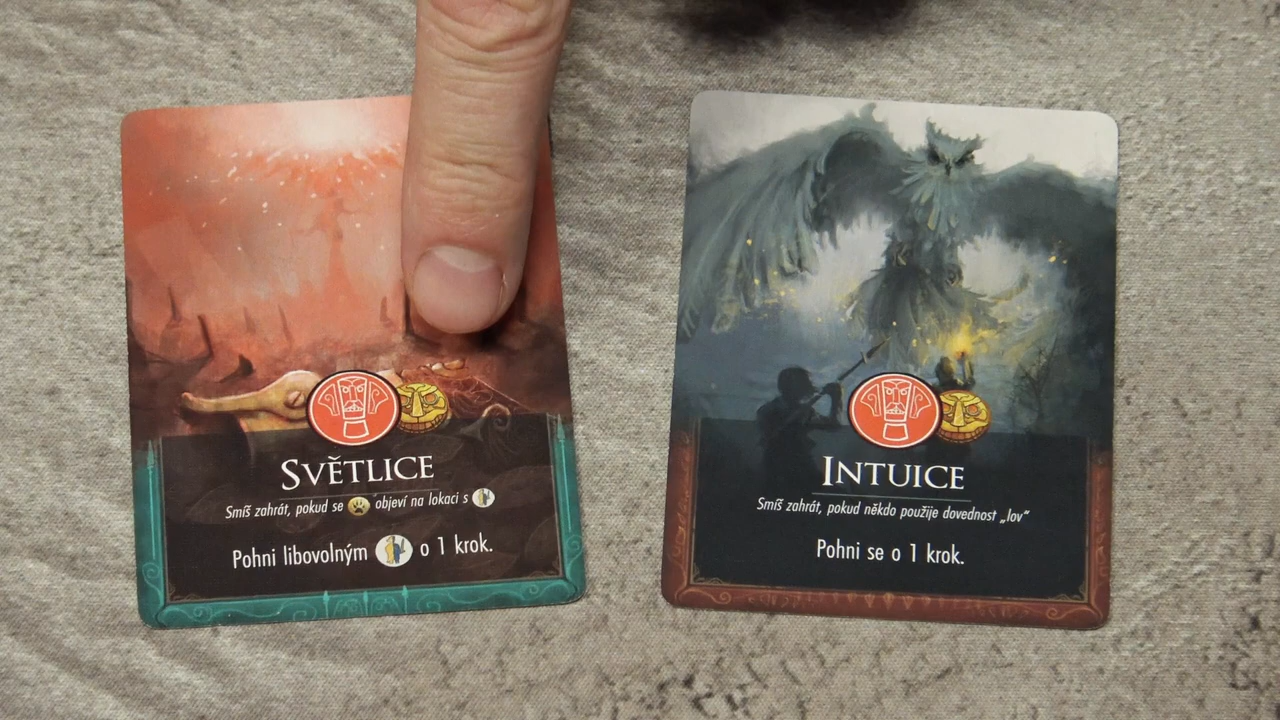 SVĚTLICE
Smíš zahrát, pokud se objeví na lokaci s
Pohni libovolným o 1 krok.
INTUICE
Smíš zahrát, pokud někdo použije dovednost „lov“
Pohni se o 1 krok.